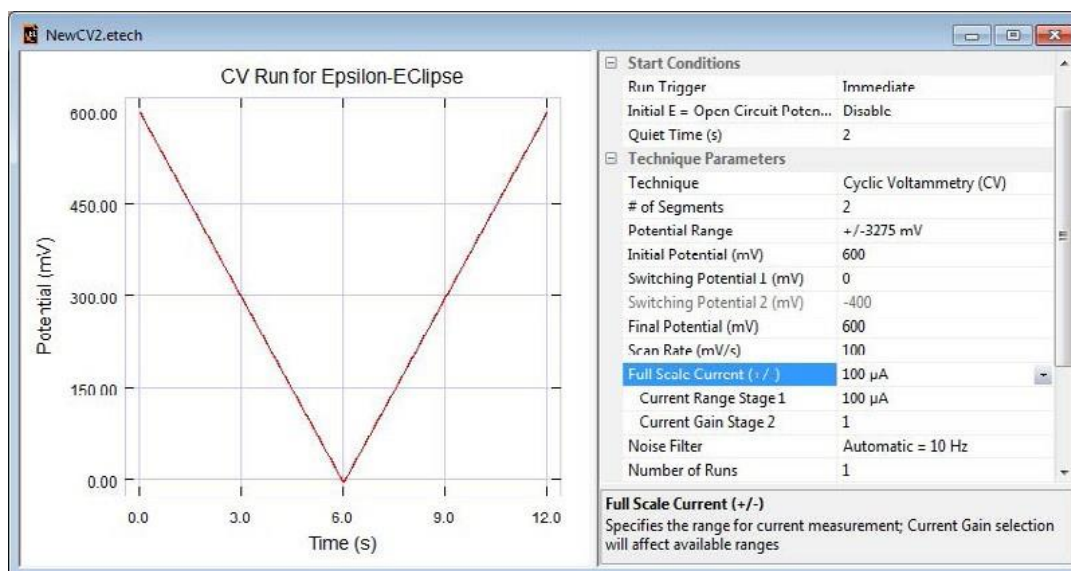 NewCV2.etech
CV Run for Epsilon-EClipse
Potential (mV)
600.00
450.00
300.00
150.00
0.00
0.0 3.0 6.0 9.0 12.0
Time (s)
Start Conditions
Run Trigger Immediate
Initial E = Open Circuit Poten... Disable
Quiet Time (s) 2
Technique Parameters
Technique Cyclic Voltammetry (CV)
# of Segments 2
Potential Range +/-3275 mV
Initial Potential (mV) 600
Switching Potential 1 (mV) 0
Switching Potential 2 (mV) -400
Final Potential (mV) 600
Scan Rate (mV/s) 100
Full Scale Current (+/-) 100 µA
Current Range Stage 1 100 µA
Current Gain Stage 2 1
Noise Filter Automatic = 10 Hz
Number of Runs 1
Full Scale Current (+/-)
Specifies the range for current measurement; Current Gain selection
will affect available ranges